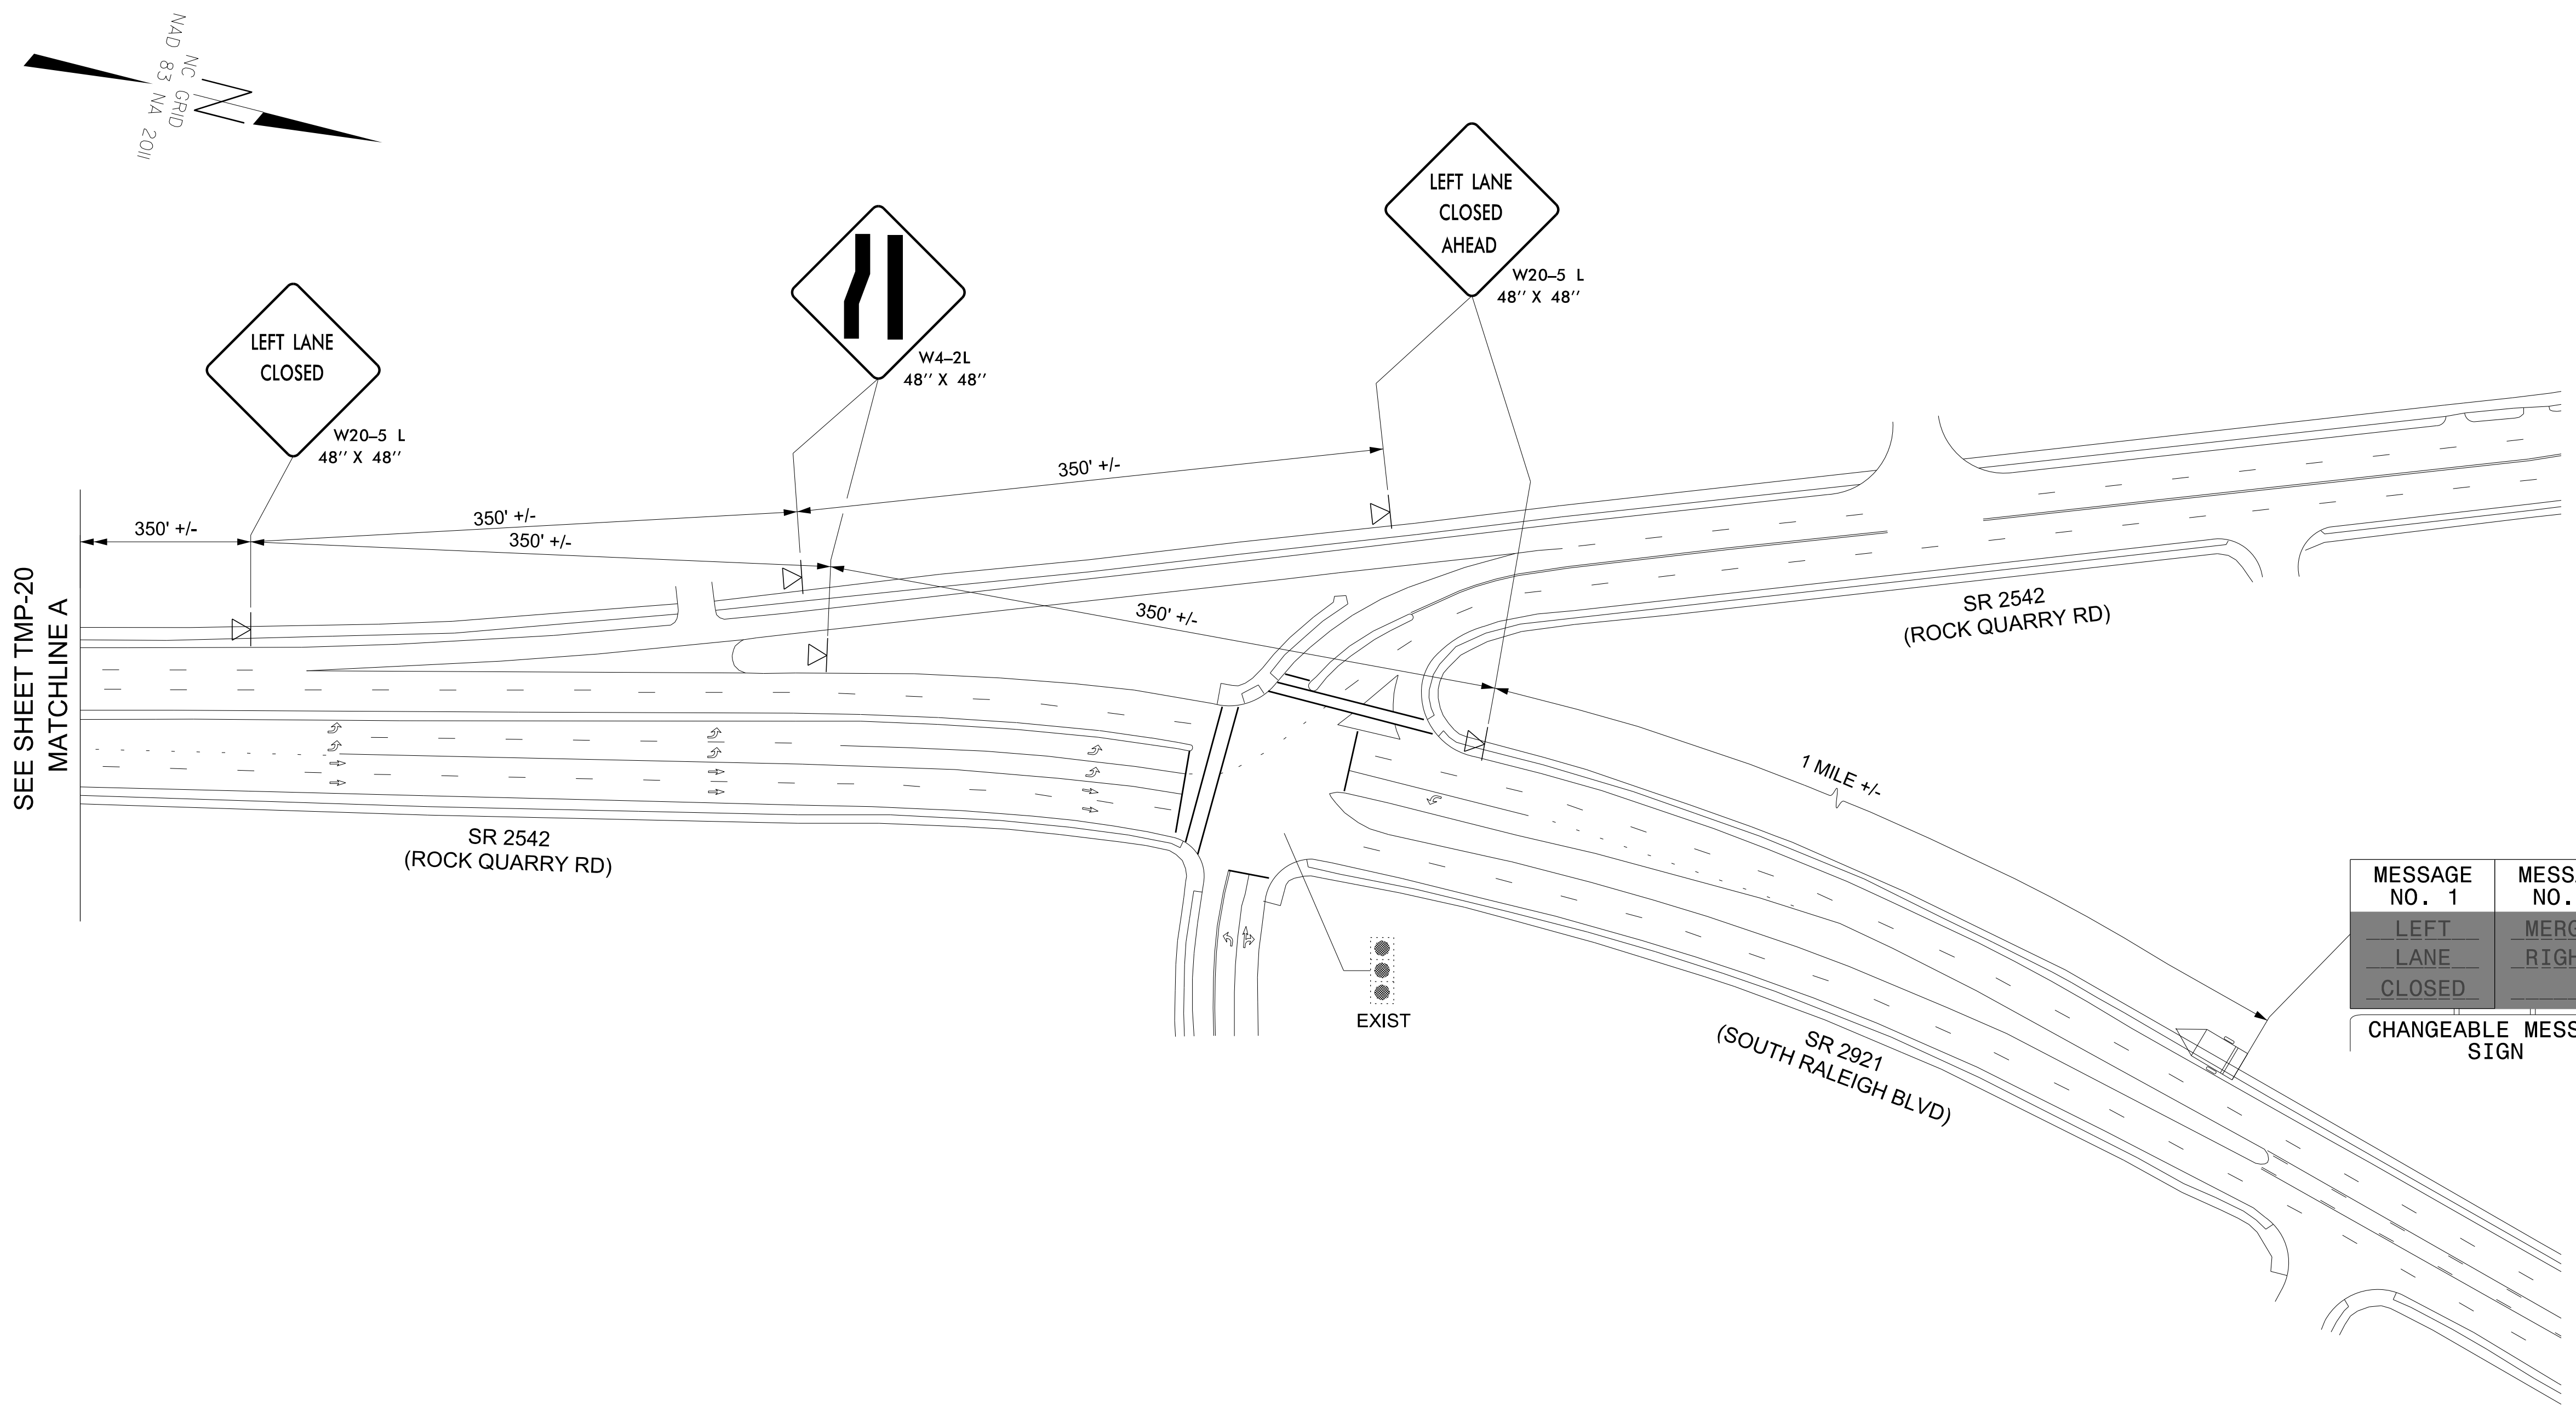 NC GRID
NAD 83 NA 2011
LEFT LANE
CLOSED
AHEAD
W20–5 L
48'' X 48''
W4–2L
48'' X 48''
LEFT LANE
CLOSED
W20–5 L
48'' X 48''
350' +/-
350' +/-
350' +/-
350' +/-
350' +/-
1 MILE +/-
SEE SHEET TMP-20
MATCHLINE A
SR 2542
(ROCK QUARRY RD)
SR 2542
(ROCK QUARRY RD)
SR 2921
(SOUTH RALEIGH BLVD)
EXIST
MESSAGE
NO. 1
LEFT
LANE
CLOSED
NO.
CHANGEABLE
SIGN